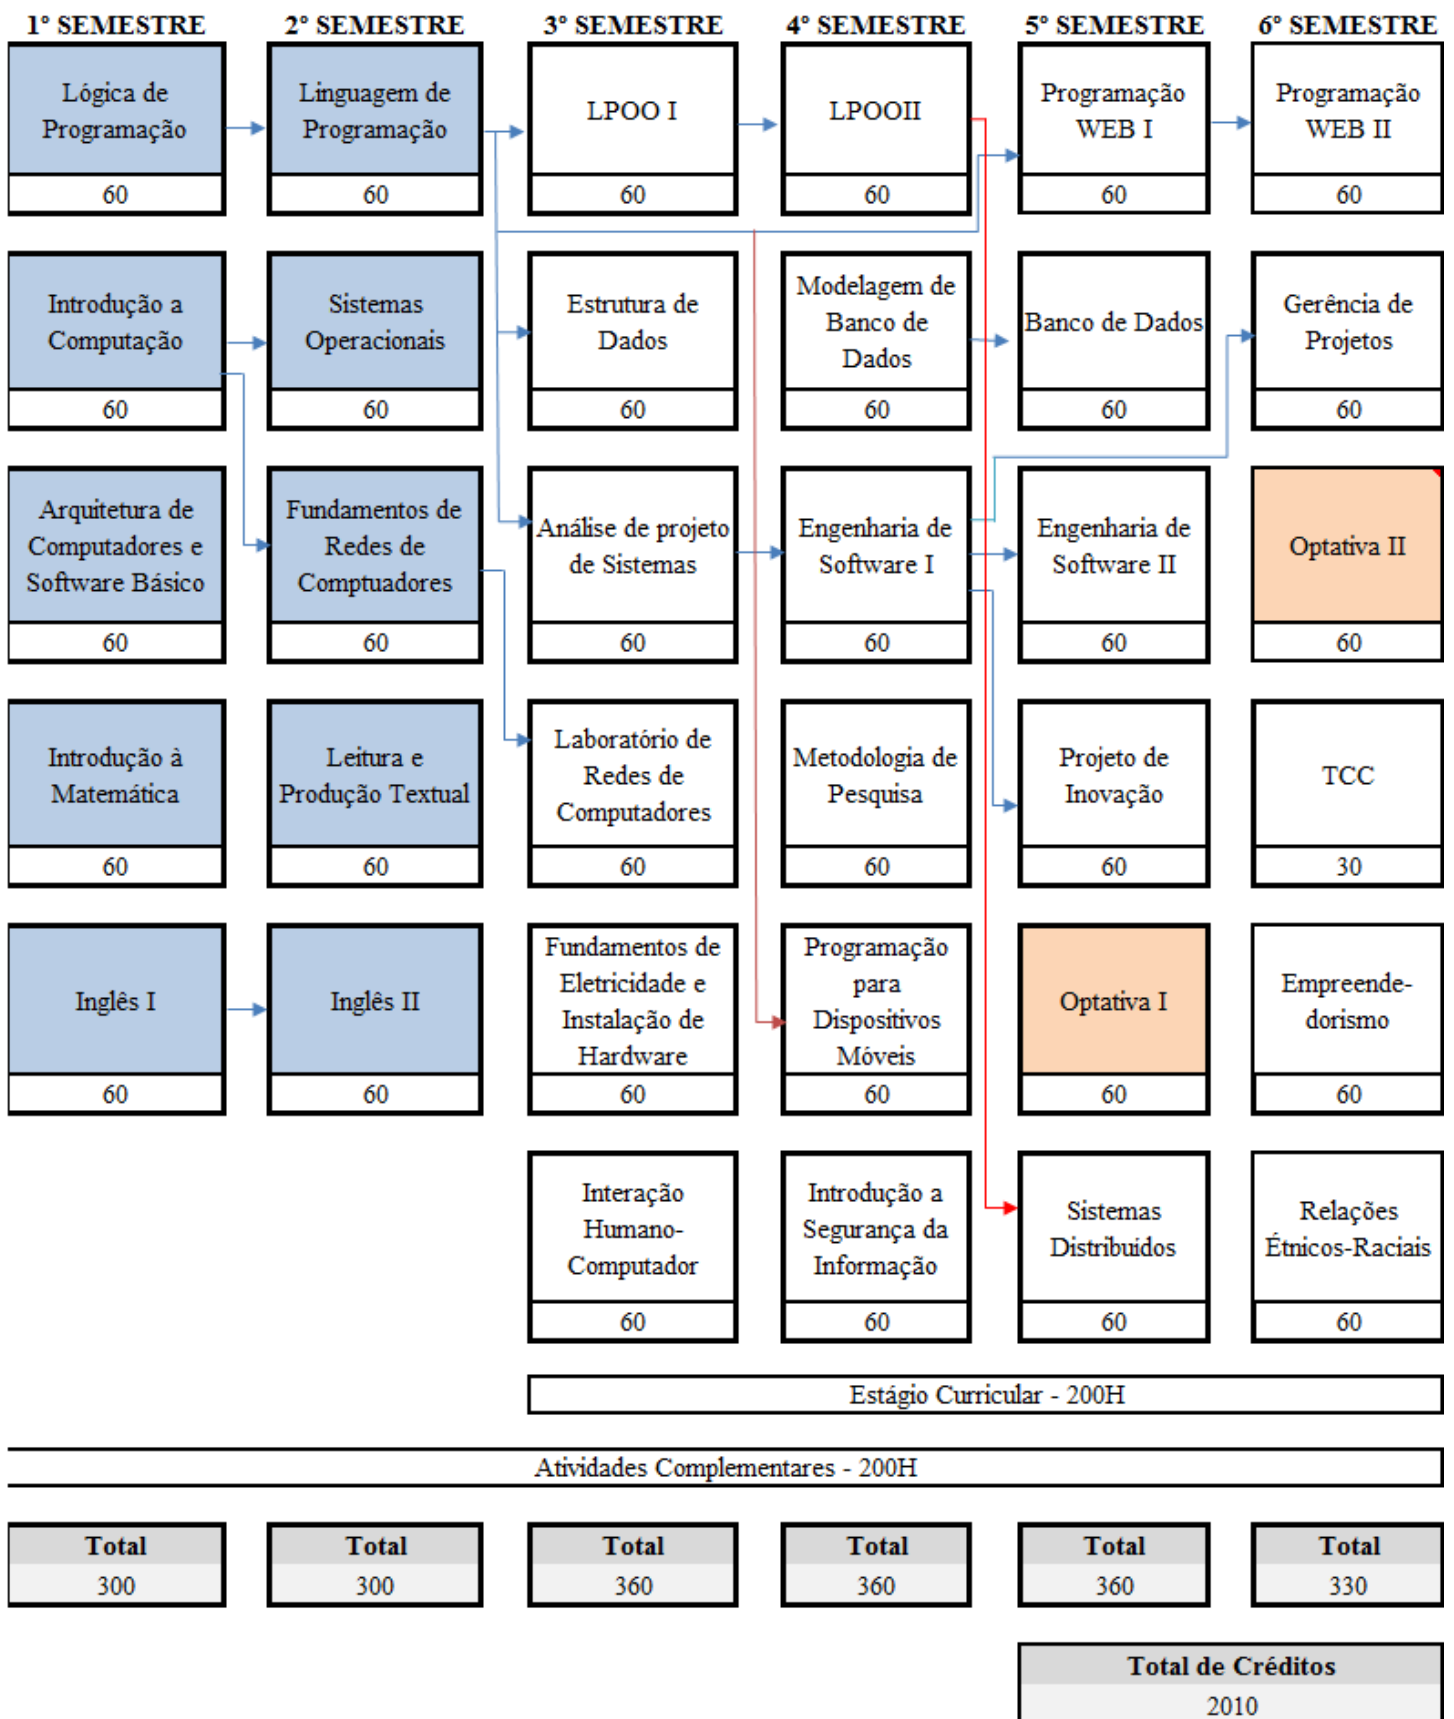 1° SEMESTRE
2° SEMESTRE
3° SEMESTRE
4° SEMESTRE
5° SEMESTRE
6° SEMESTRE
Lógica de
Programação
60
Linguagem de
Programação
60
LPOO I
60
LPOOII
60
Programação
WEB I
60
Programação
WEB II
60
Introdução a
Computação
60
Sistemas
Operacionais
60
Estrutura de
Dados
60
Modelagem de
Banco de
Dados
60
Banco de Dados
60
Gerência de
Projetos
60
Arquitetura de
Computadores e
Software Básico
60
Fundamentos de
Redes de
Comptuadores
60
Análise de projeto
de Sistemas
60
Engenharia de
Software I
60
Engenharia de
Software II
60
Optativa II
60
Introdução à
Matemática
60
Leitura e
Produção Textual
60
Laboratório de
Redes de
Computadores
60
Metodologia de
Pesquisa
60
Projeto de
Inovação
60
TCC
30
Inglês I
60
Inglês II
60
Fundamentos de
Eletricidade e
Instalação de
Hardware
60
Programação
para
Dispositivos
Móveis
60
Optativa I
60
Empreende-
dorismo
60
Interação
Humano-
Computador
60
Introdução a
Segurança da
Informação
60
Sistemas
Distribuidos
60
Relações
Étnicos-Raciais
60
Estágio Curricular - 200H
Atividades Complementares - 200H
Total
300
Total
300
Total
360
Total
360
Total
360
Total
330
Total de Créditos
2010